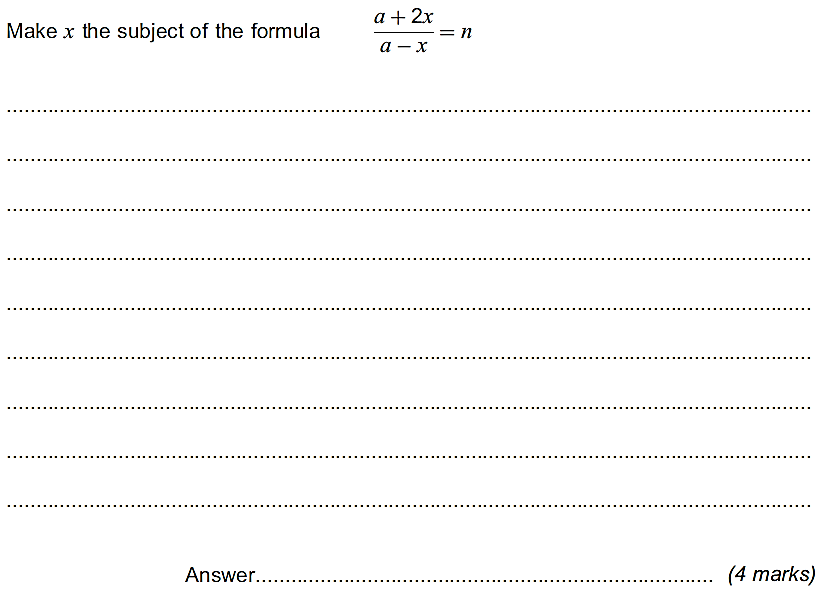 Make x the subject of the formula (a + 2x)/(a − x) = n
Answer (4 marks)